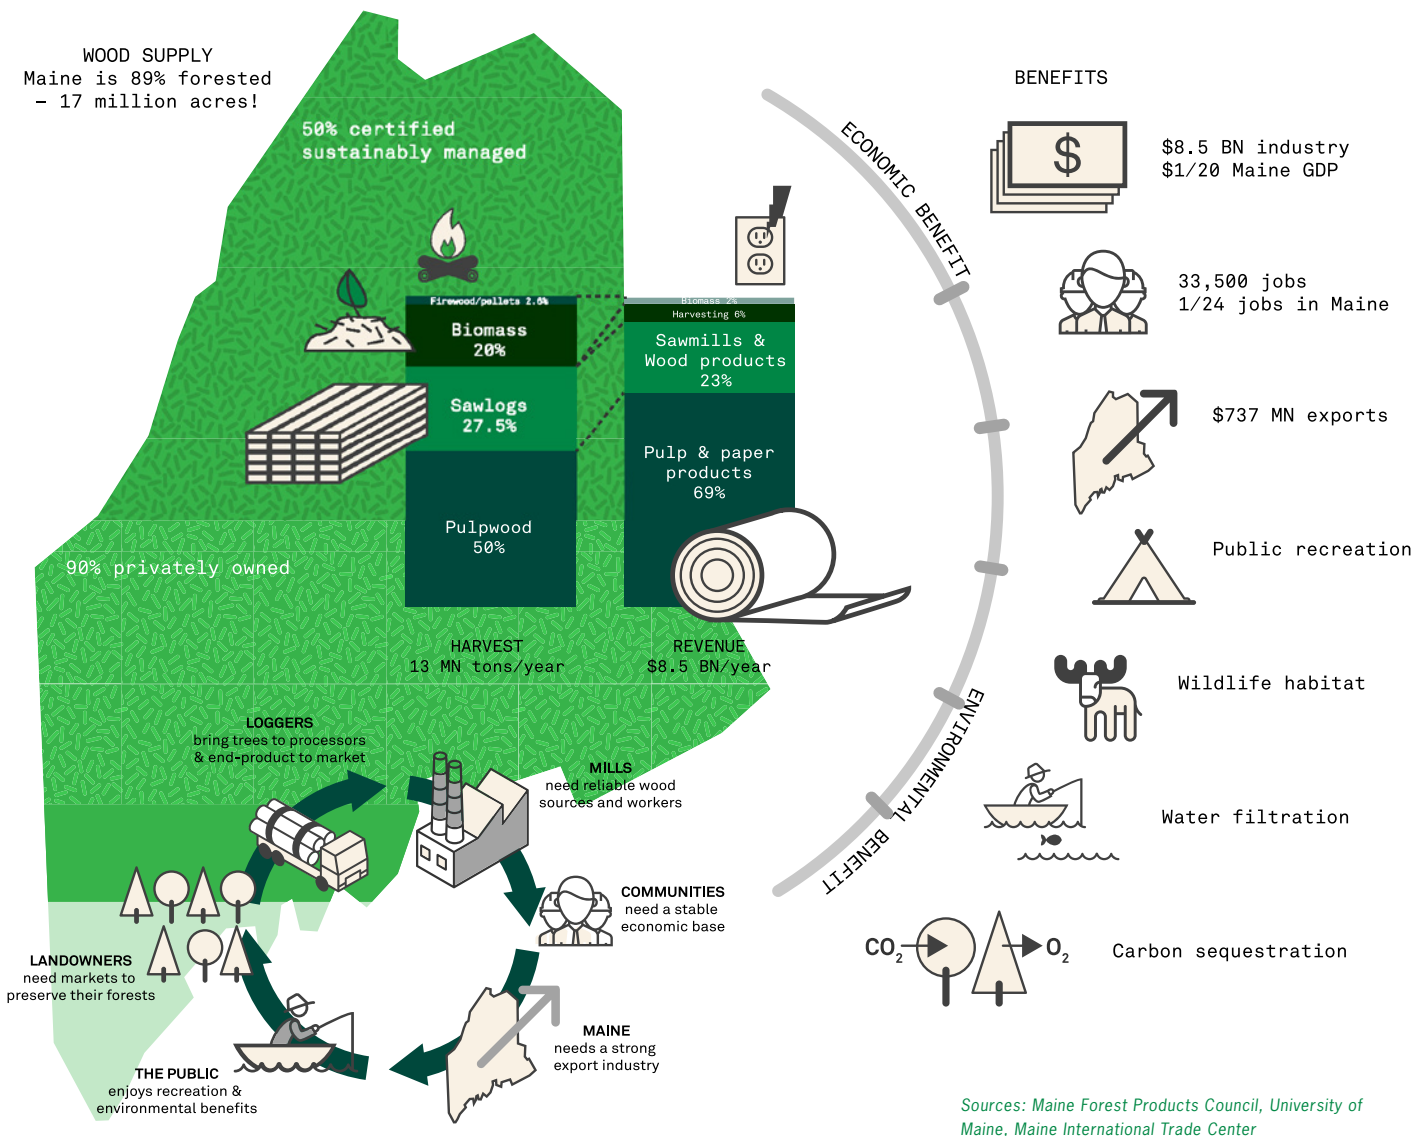 WOOD SUPPLY
Maine is 89% forested
– 17 million acres!
50% certified
sustainably managed
Firewood/pellets 2.6%
Biomass
20%
Sawlogs
27.5%
Pulpwood
50%
Biomass 2%
Harvesting 6%
Sawmills &
Wood products
23%
Pulp & paper
products
69%
90% privately owned
HARVEST
13 MN tons/year
REVENUE
$8.5 BN/year
LOGGERS
bring trees to processors
& end-product to market
MILLS
need reliable wood
sources and workers
COMMUNITIES
need a stable
economic base
MAINE
needs a strong
export industry
THE PUBLIC
enjoys recreation &
environmental benefits
LANDOWNERS
need markets to
preserve their forests
ECONOMIC BENEFIT
ENVIRONMENTAL BENEFIT
BENEFITS
$
$8.5 BN industry
$1/20 Maine GDP
33,500 jobs
1/24 jobs in Maine
$737 MN exports
Public recreation
Wildlife habitat
Water filtration
CO2
O2
Carbon sequestration
Sources: Maine Forest Products Council, University of
Maine, Maine International Trade Center